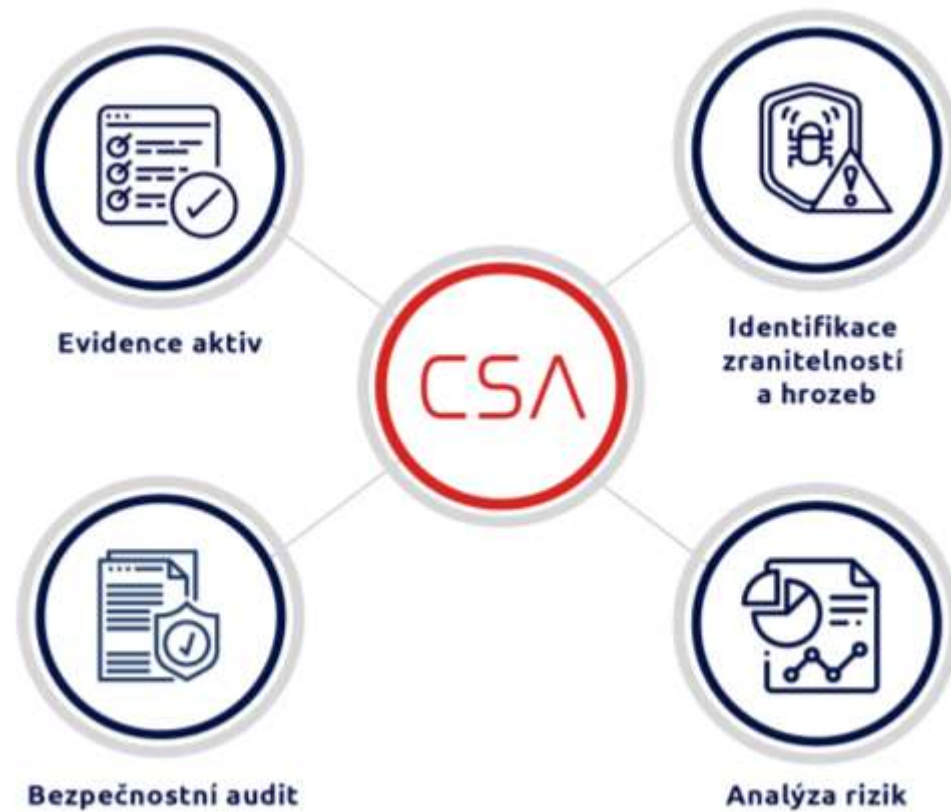 Evidence aktiv
Identifikace
zranitelností
a hrozeb
CSA
Bezpečnostní audit
Analýza rizik